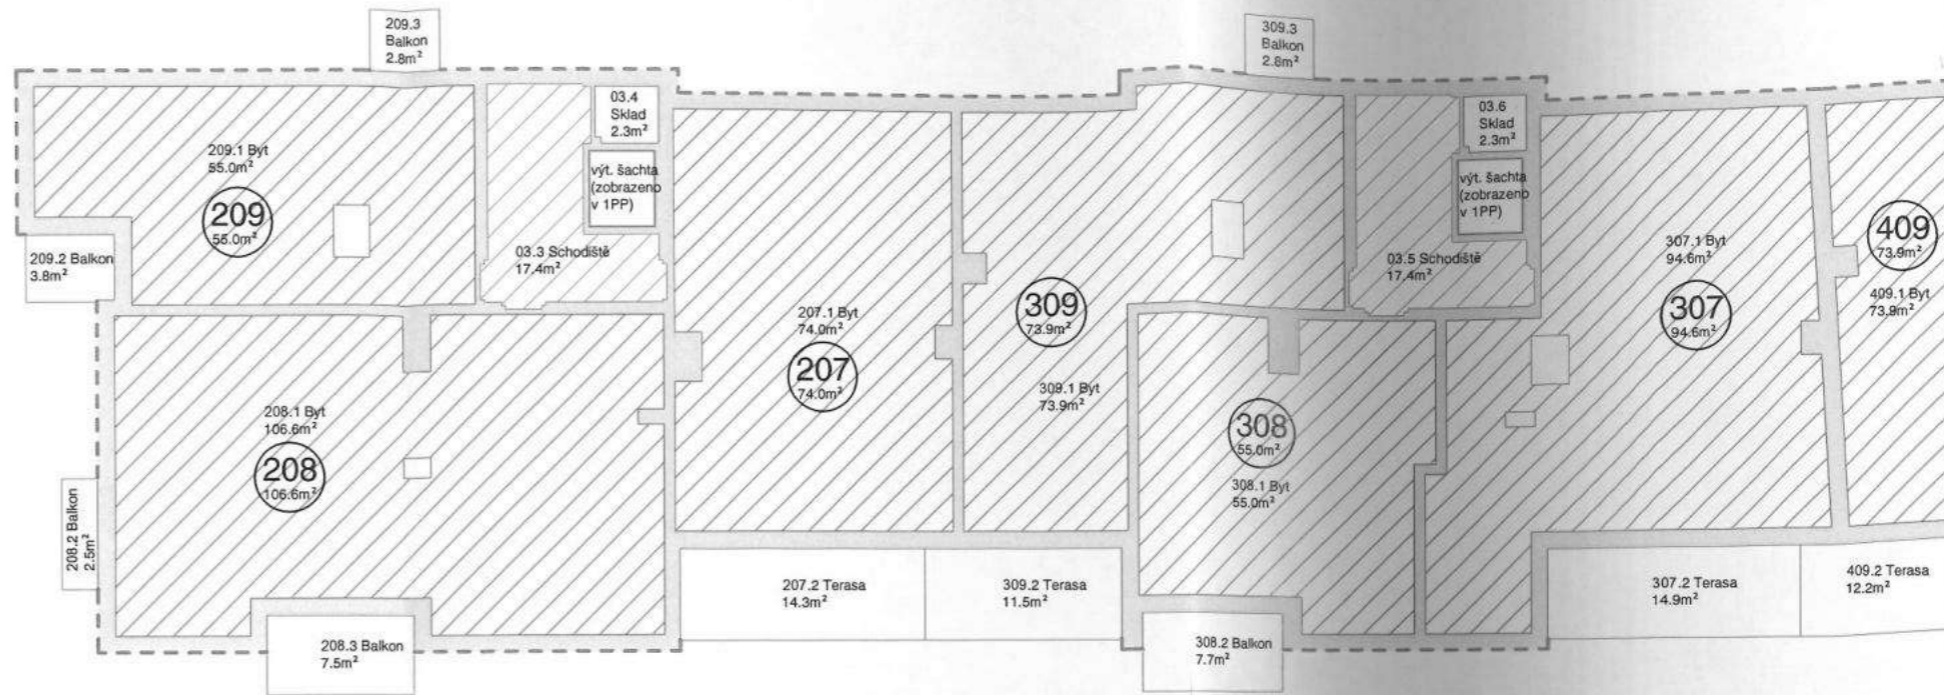 209.3
Balkon
2.8m²
309.3
Balkon
2.8m²
03.4
Sklad
2.3m²
03.6
Sklad
2.3m²
209.1 Byt
55.0m²
209
55.0m²
výt. šachta
(zobrazeno
v 1PP)
výt. šachta
(zobrazeno
v 1PP)
209.2 Balkon
3.8m²
03.3 Schodiště
17.4m²
03.5 Schodiště
17.4m²
307.1 Byt
94.6m²
409
73.9m²
409.1 Byt
73.9m²
207.1 Byt
74.0m²
207
74.0m²
309
73.9m²
309.1 Byt
73.9m²
307
94.6m²
208.1 Byt
106.6m²
208
106.6m²
308
55.0m²
308.1 Byt
55.0m²
208.2 Balkon
2.5m²
207.2 Terasa
14.3m²
309.2 Terasa
11.5m²
307.2 Terasa
14.9m²
409.2 Terasa
12.2m²
208.3 Balkon
7.5m²
308.2 Balkon
7.7m²